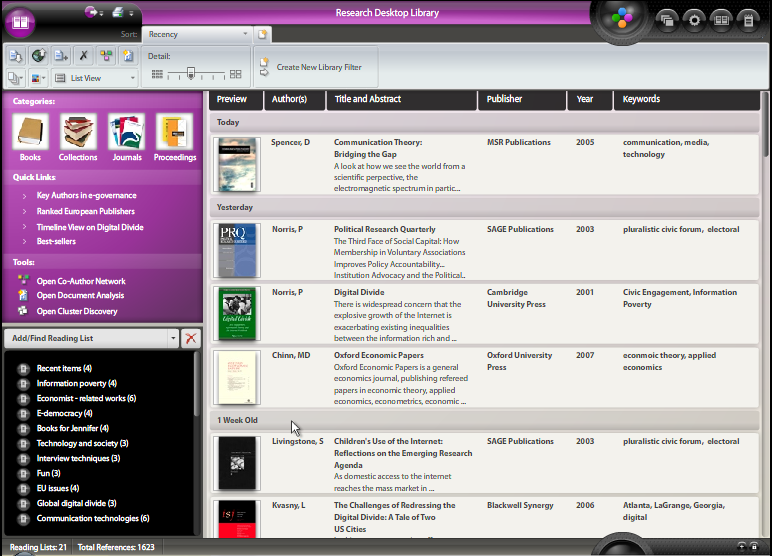 Research Desktop Library
Sort: Recency
Detail:
List View
Create New Library Filter
Categories:
Books Collections Journals Proceedings
Quick Links:
Key Authors in e-governance
Ranked European Publishers
Timeline View on Digital Divide
Best-sellers
Tools:
Open Co-Author Network
Open Document Analysis
Open Cluster Discovery
Add/Find Reading List
Recent items (4)
Information poverty (4)
Economist - related works (6)
E-democracy (4)
Books for Jennifer (4)
Technology and society (3)
Interview techniques (3)
Fun (3)
EU issues (4)
Global digital divide (3)
Communication technologies (6)
Preview Author(s) Title and Abstract Publisher Year Keywords
Today
Spencer, D Communication Theory: MSR Publications 2005 communication, media,
Bridging the Gap technology
A look at how we see the world from a
scientific perpective, the
electromagnetic spectrum in partic...
Yesterday
PRQ
Norris, P Political Research Quarterly SAGE Publications 2003 pluralistic civic forum, electoral
The Third Face of Social Capital: How
Membership in Voluntary Associations
Improves Policy Accountability...
Institution Advocacy and the Political..
Norris, P Digital Divide Cambridge 2001 Civic Engagement, Information
There is widespread concern that the University Press Poverty
explosive growth of the Internet is
exacerbating existing inequalities
between the information rich and ...
Digital Divide
Chinn, MD Oxford Economic Papers Oxford University 2007 econmoic theory, applied
Oxford Economic Papers is a general Press economics
economics journal, publishing refereed
papers in economic theory, applied
economics, econometrics, economic ...
1 Week Old
Livingstone, S Children's Use of the Internet: SAGE Publications 2003 pluralistic civic forum, electoral
Reflections on the Emerging Research
Agenda
As domestic access to the internet
reaches the mass market in ...
Kvasny, L The Challenges of Redressing the Blackwell Synergy 2006 Atlanta, LaGrange, Georgia,
Digital Divide: A Tale of Two digital
US Cities
Reading Lists: 21 Total References: 1623